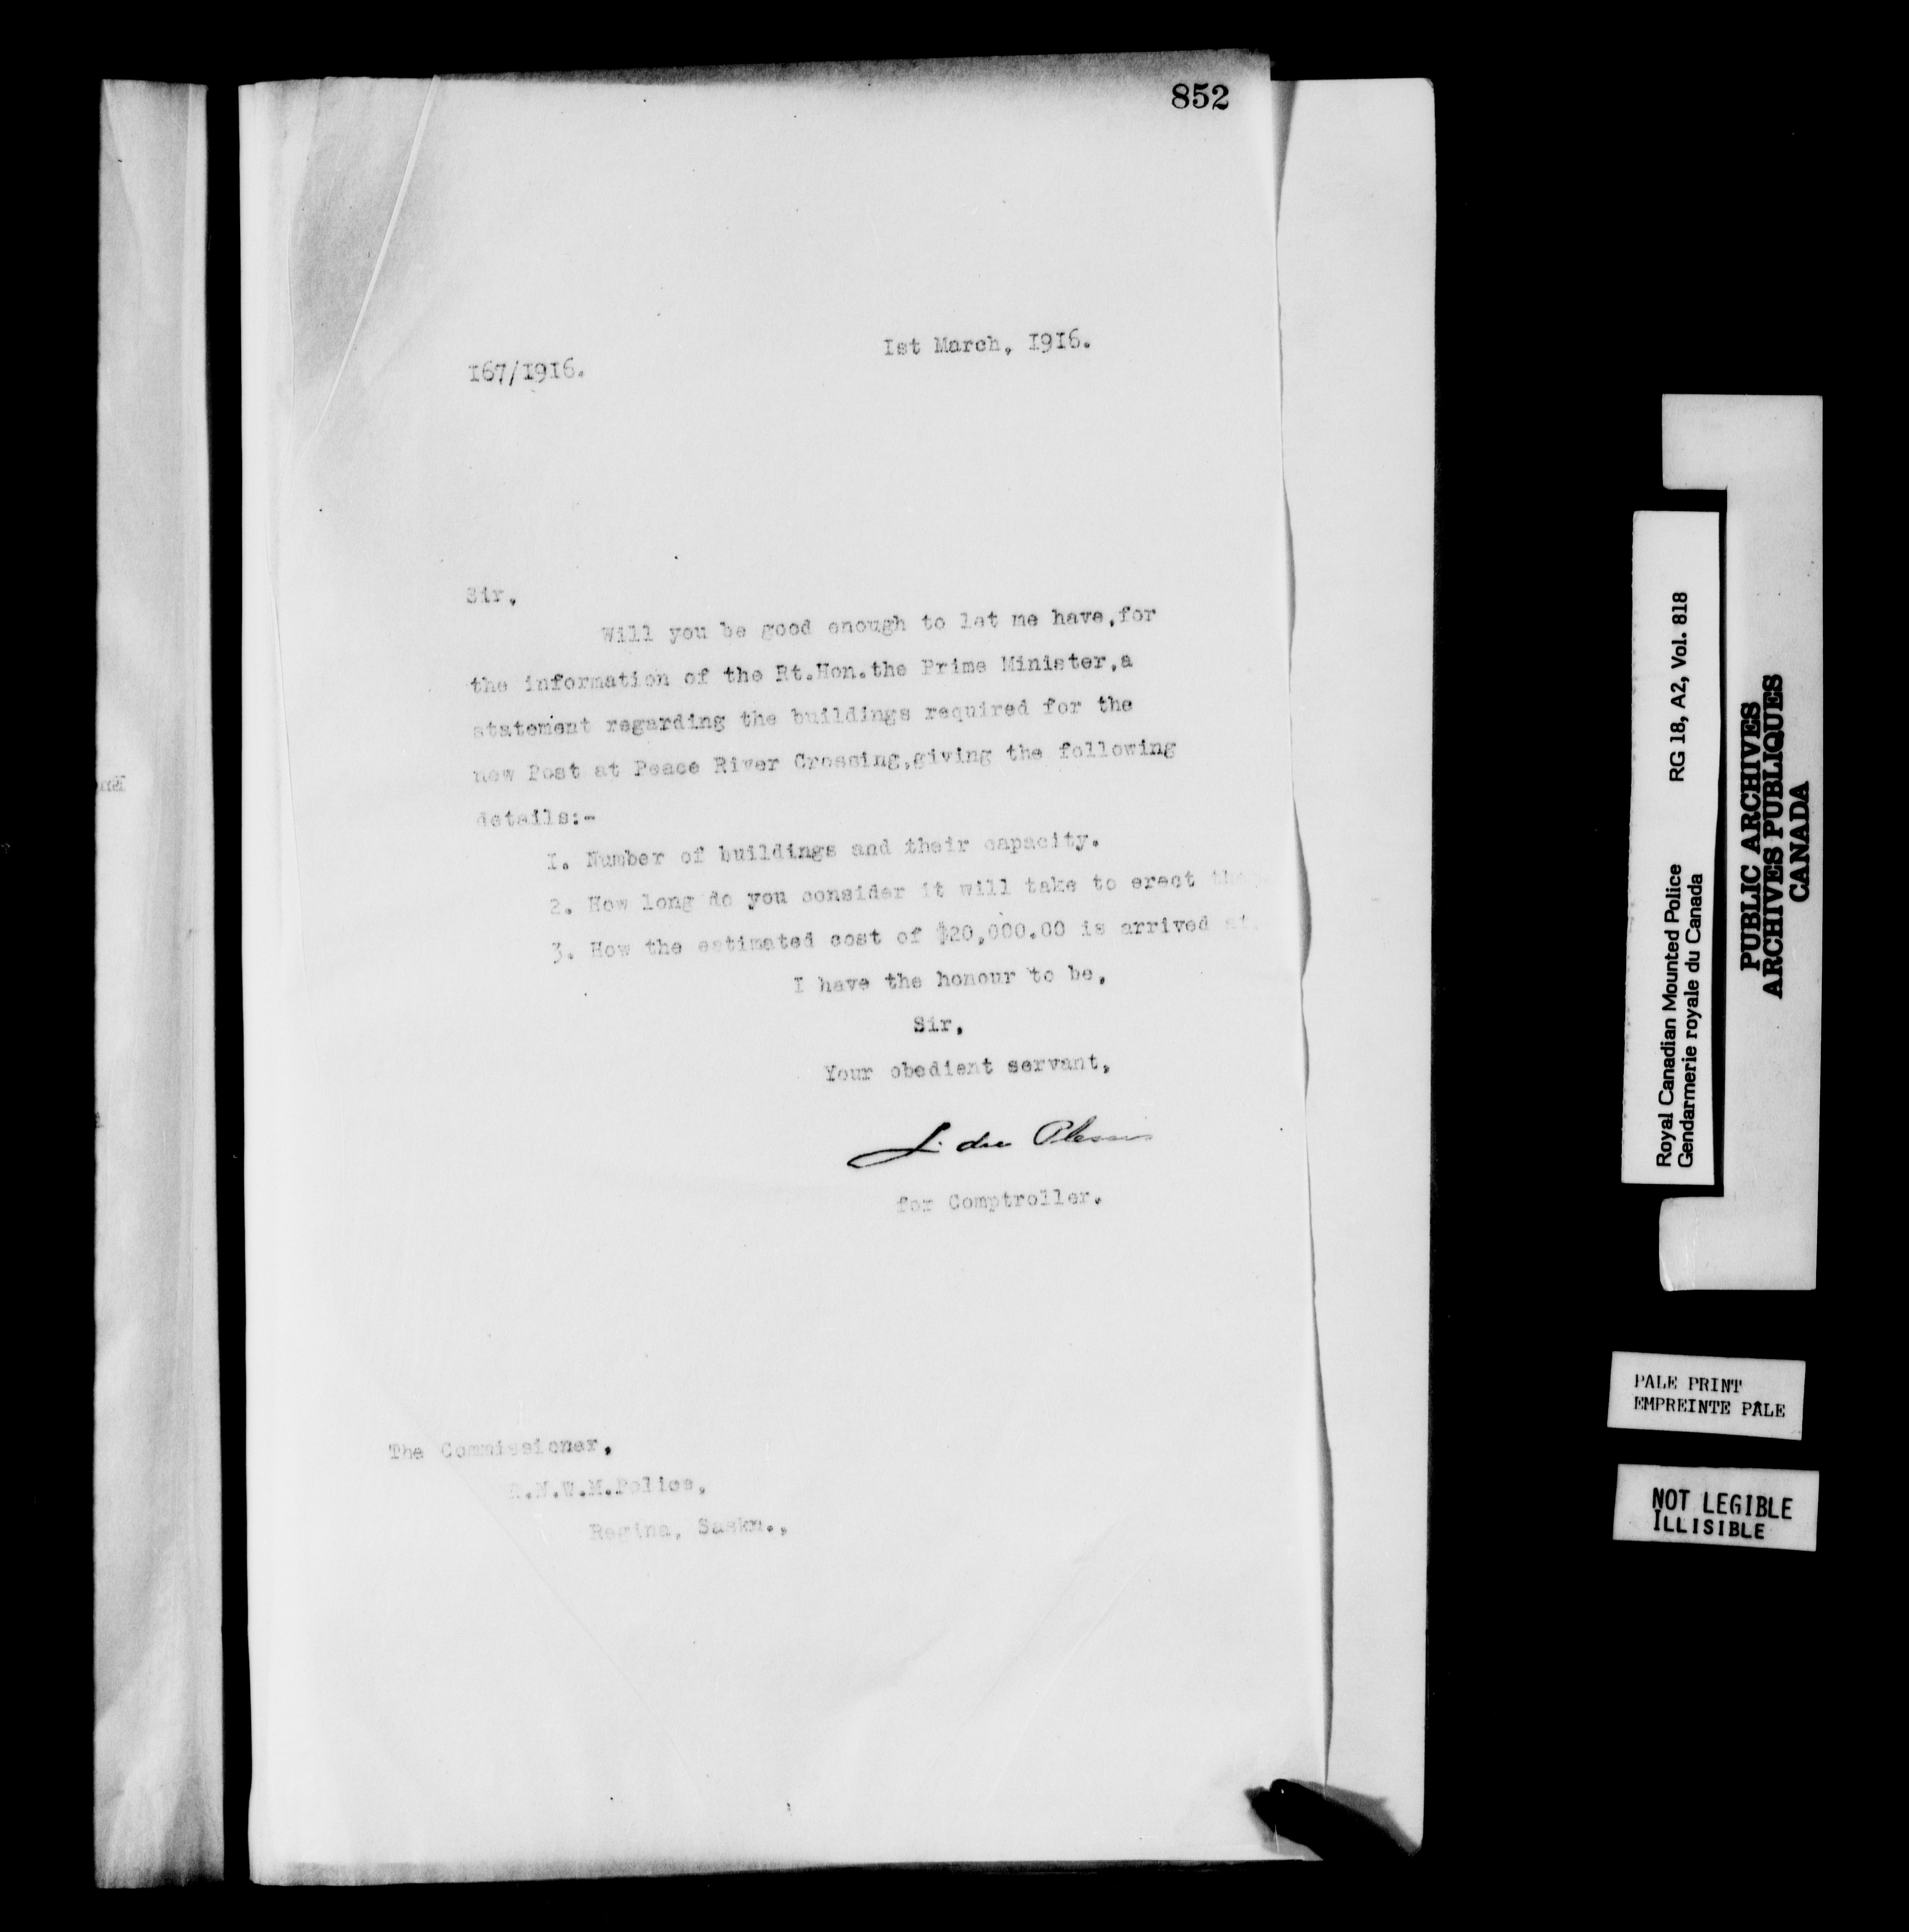 852
1st March, 1916.
167/1916.
Sir,
Will you be good enough to let me have,for
the information of the Rt.Hon.the Prime Minister,a
statement regarding the buildings required for the
new Post at Peace River Crossing,giving the following
details:-
1. Number of buildings and their capacity.
2. How long do you consider it will take to erect
3. How the estimated cost of $20,000.00 is arrived at.
I have the honour to be,
Sir,
Your obedient servant,
L. du Plessis
for Comptroller.
The Commissioner,
R.N.W.M.Police,
Regina, Saskn.,
Royal Canadian Mounted Police RG 18, A2, Vol. 818
Gendarmerie royale du Canada
PUBLIC ARCHIVES
ARCHIVES PUBLIQUES
CANADA
PALE PRINT
EMPREINTE PÂLE
NOT LEGIBLE
ILLISIBLE